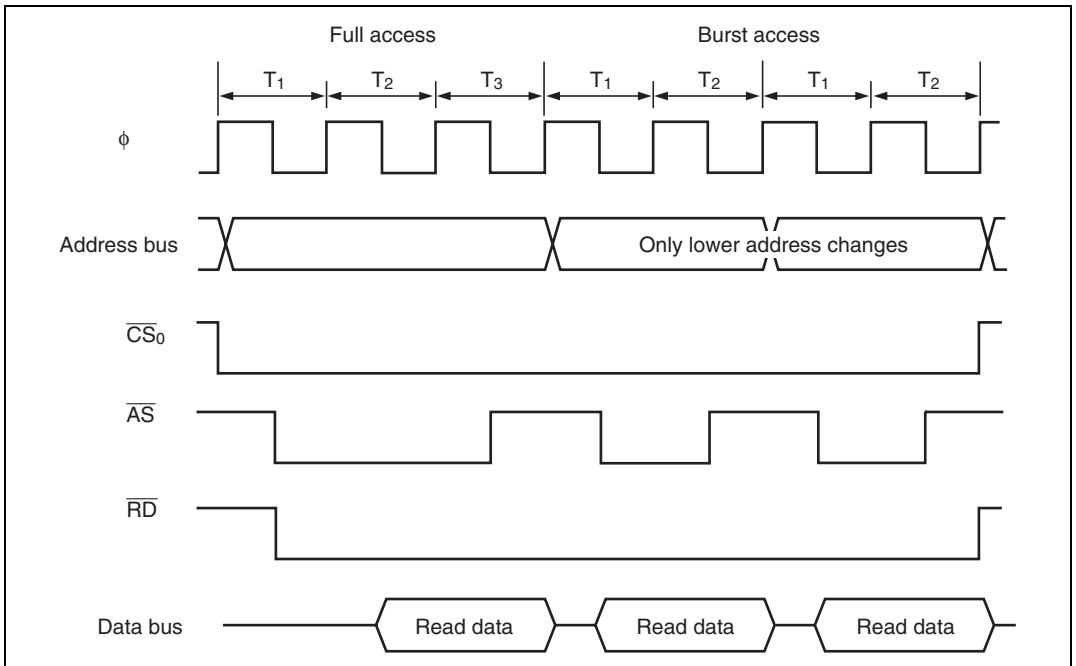 Full access Burst access
T1 T2 T3 T1 T2 T1 T2
ϕ
Address bus Only lower address changes
CS0
AS
RD
Data bus Read data Read data Read data